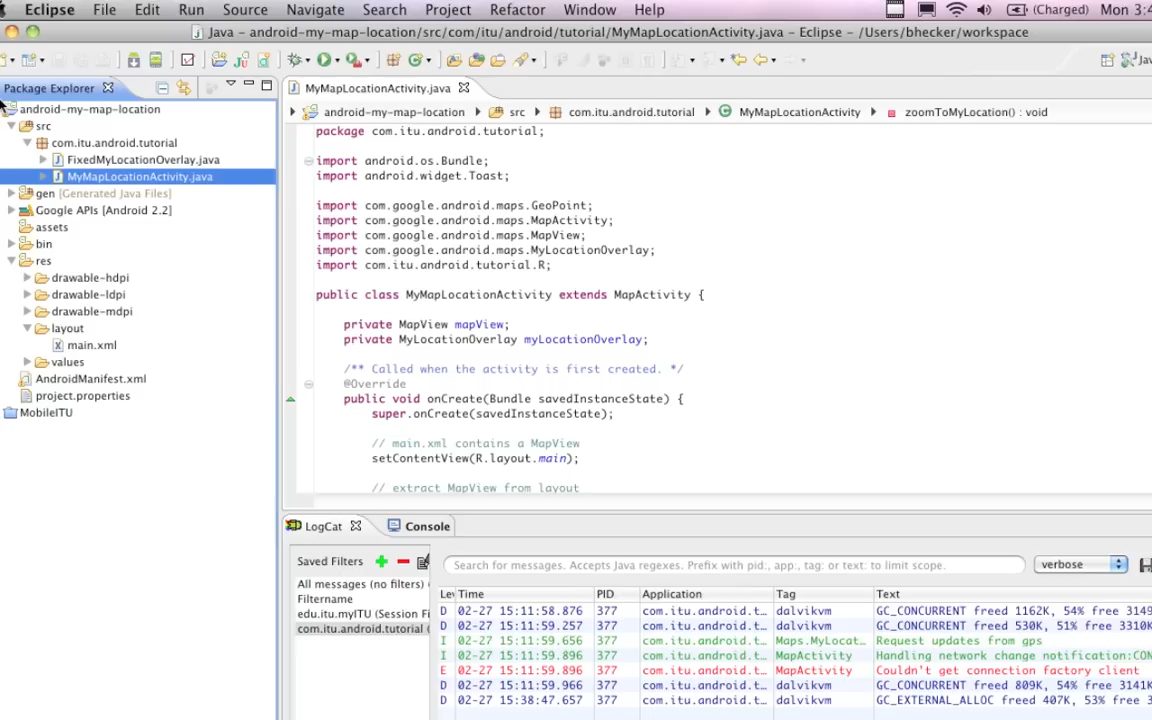 Eclipse File Edit Run Source Navigate Search Project Refactor Window Help (Charged) Mon 3:4
Java – android-my-map-location/src/com/itu/android/tutorial/MyMapLocationActivity.java – Eclipse – /Users/bhecker/workspace
Jav
Package Explorer
android-my-map-location
src
com.itu.android.tutorial
FixedMyLocationOverlay.java
MyMapLocationActivity.java
gen [Generated Java Files]
Google APIs [Android 2.2]
assets
bin
res
drawable-hdpi
drawable-ldpi
drawable-mdpi
layout
main.xml
values
AndroidManifest.xml
project.properties
MobileITU
MyMapLocationActivity.java
android-my-map-location src com.itu.android.tutorial MyMapLocationActivity zoomToMyLocation() : void
package com.itu.android.tutorial;
import android.os.Bundle;
import android.widget.Toast;
import com.google.android.maps.GeoPoint;
import com.google.android.maps.MapActivity;
import com.google.android.maps.MapView;
import com.google.android.maps.MyLocationOverlay;
import com.itu.android.tutorial.R;
public class MyMapLocationActivity extends MapActivity {
private MapView mapView;
private MyLocationOverlay myLocationOverlay;
/** Called when the activity is first created. */
@Override
public void onCreate(Bundle savedInstanceState) {
super.onCreate(savedInstanceState);
// main.xml contains a MapView
setContentView(R.layout.main);
// extract MapView from layout
LogCat Console
Saved Filters
All messages (no filters)
Filtername
edu.itu.myITU (Session Fi
com.itu.android.tutorial (
Search for messages. Accepts Java regexes. Prefix with pid:, app:, tag: or text: to limit scope. verbose
Le Time PID Application Tag Text
D 02-27 15:11:58.876 377 com.itu.android.t… dalvikvm GC_CONCURRENT freed 1162K, 54% free 3149
D 02-27 15:11:59.257 377 com.itu.android.t… dalvikvm GC_CONCURRENT freed 530K, 51% free 3310K
I 02-27 15:11:59.656 377 com.itu.android.t… Maps.MyLocat… Request updates from gps
I 02-27 15:11:59.896 377 com.itu.android.t… MapActivity Handling network change notification:CON
E 02-27 15:11:59.896 377 com.itu.android.t… MapActivity Couldn't get connection factory client
D 02-27 15:11:59.966 377 com.itu.android.t… dalvikvm GC_CONCURRENT freed 809K, 54% free 3141K
D 02-27 15:38:47.657 377 com.itu.android.t… dalvikvm GC_EXTERNAL_ALLOC freed 407K, 53% free 3